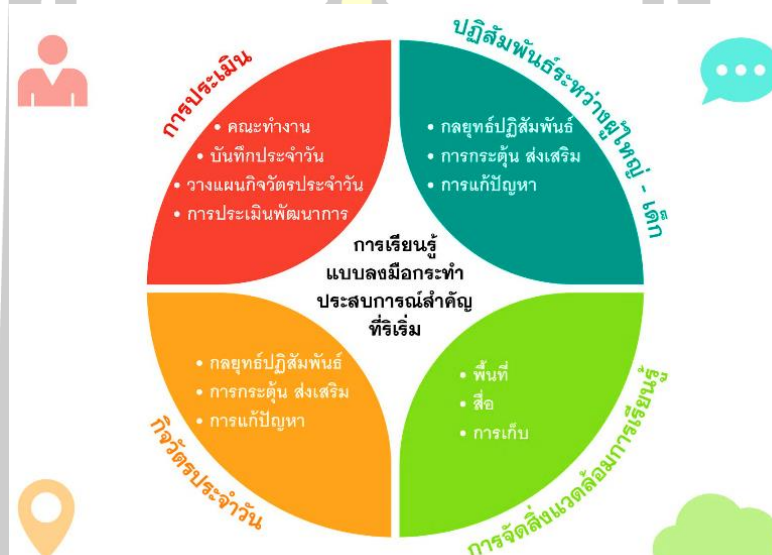 การประเมิน
• คณะทำงาน
• บันทึกประจำวัน
• วางแผนกิจวัตรประจำวัน
• การประเมินพัฒนาการ
ปฏิสัมพันธ์ระหว่างผู้ใหญ่ - เด็ก
• กลยุทธ์ปฏิสัมพันธ์
• การกระตุ้น ส่งเสริม
• การแก้ปัญหา
การเรียนรู้
แบบลงมือกระทำ
ประสบการณ์สำคัญ
ที่ริเริ่ม
• กลยุทธ์ปฏิสัมพันธ์
• การกระตุ้น ส่งเสริม
• การแก้ปัญหา
กิจวัตรประจำวัน
• พื้นที่
• สื่อ
• การเก็บ
การจัดสิ่งแวดล้อมการเรียนรู้